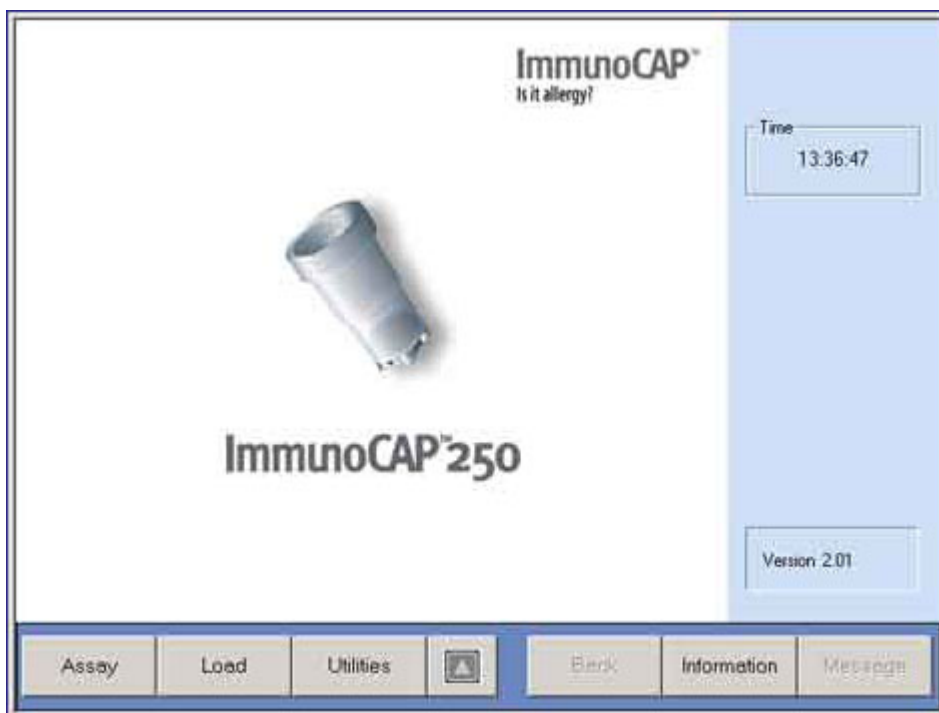 ImmunoCAP™
Is it allergy?
Time
13:36:47
ImmunoCAP™250
Version 2.01
Assay Load Utilities Back Information Message